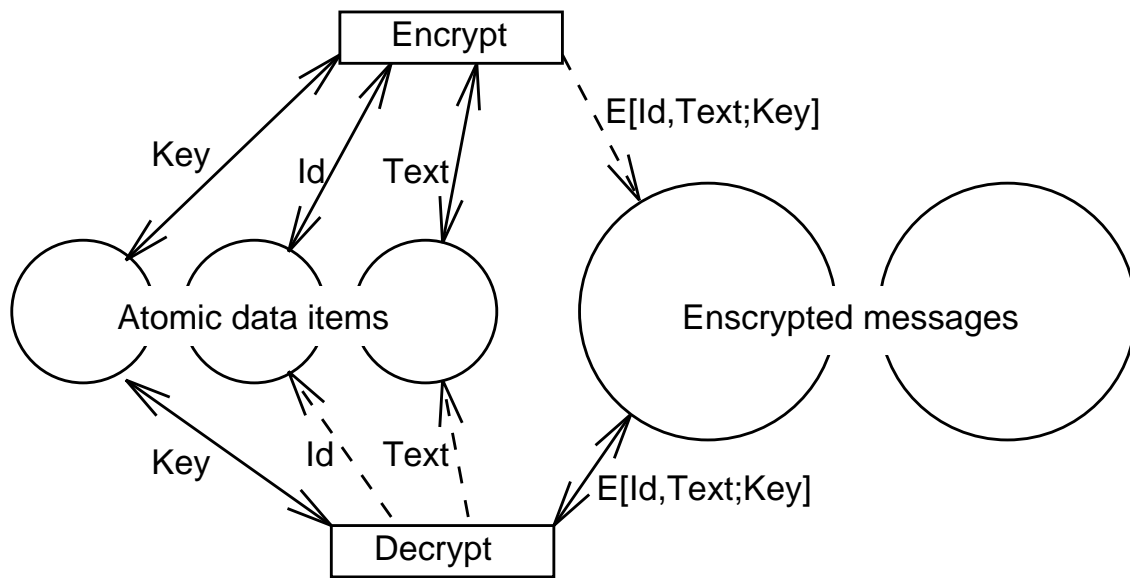 Encrypt
E[Id,Text;Key]
Key
Id
Text
Atomic data items
Enscrypted messages
Key
Id
Text
E[Id,Text;Key]
Decrypt